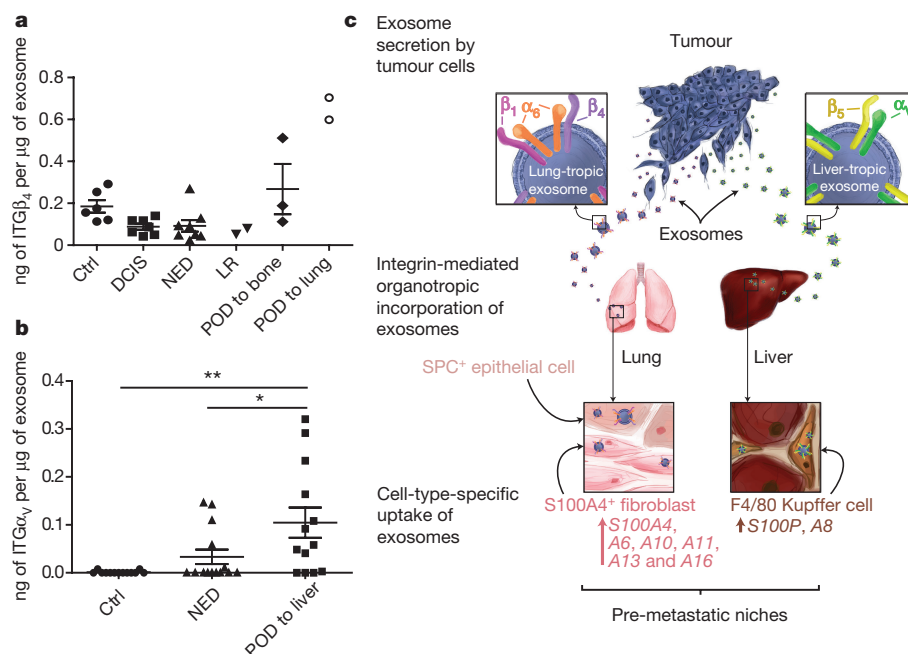 a
ng of ITGβ4 per µg of exosome
0.8
0.6
0.4
0.2
0
Ctrl
DCIS
NED
LR
POD to bone
POD to lung
b
ng of ITGαV per µg of exosome
0.4
0.3
0.2
0.1
0.0
**
*
Ctrl
NED
POD to liver
c
Exosome
secretion by
tumour cells
Tumour
β1
α6
β4
Lung-tropic
exosome
β5
Liver-tropic
exosome
Exosomes
Integrin-mediated
organotropic
incorporation of
exosomes
Lung
Liver
SPC+ epithelial cell
Cell-type-specific
uptake of
exosomes
S100A4+ fibroblast
S100A4,
A6, A10, A11,
A13 and A16
F4/80 Kupffer cell
S100P, A8
Pre-metastatic niches